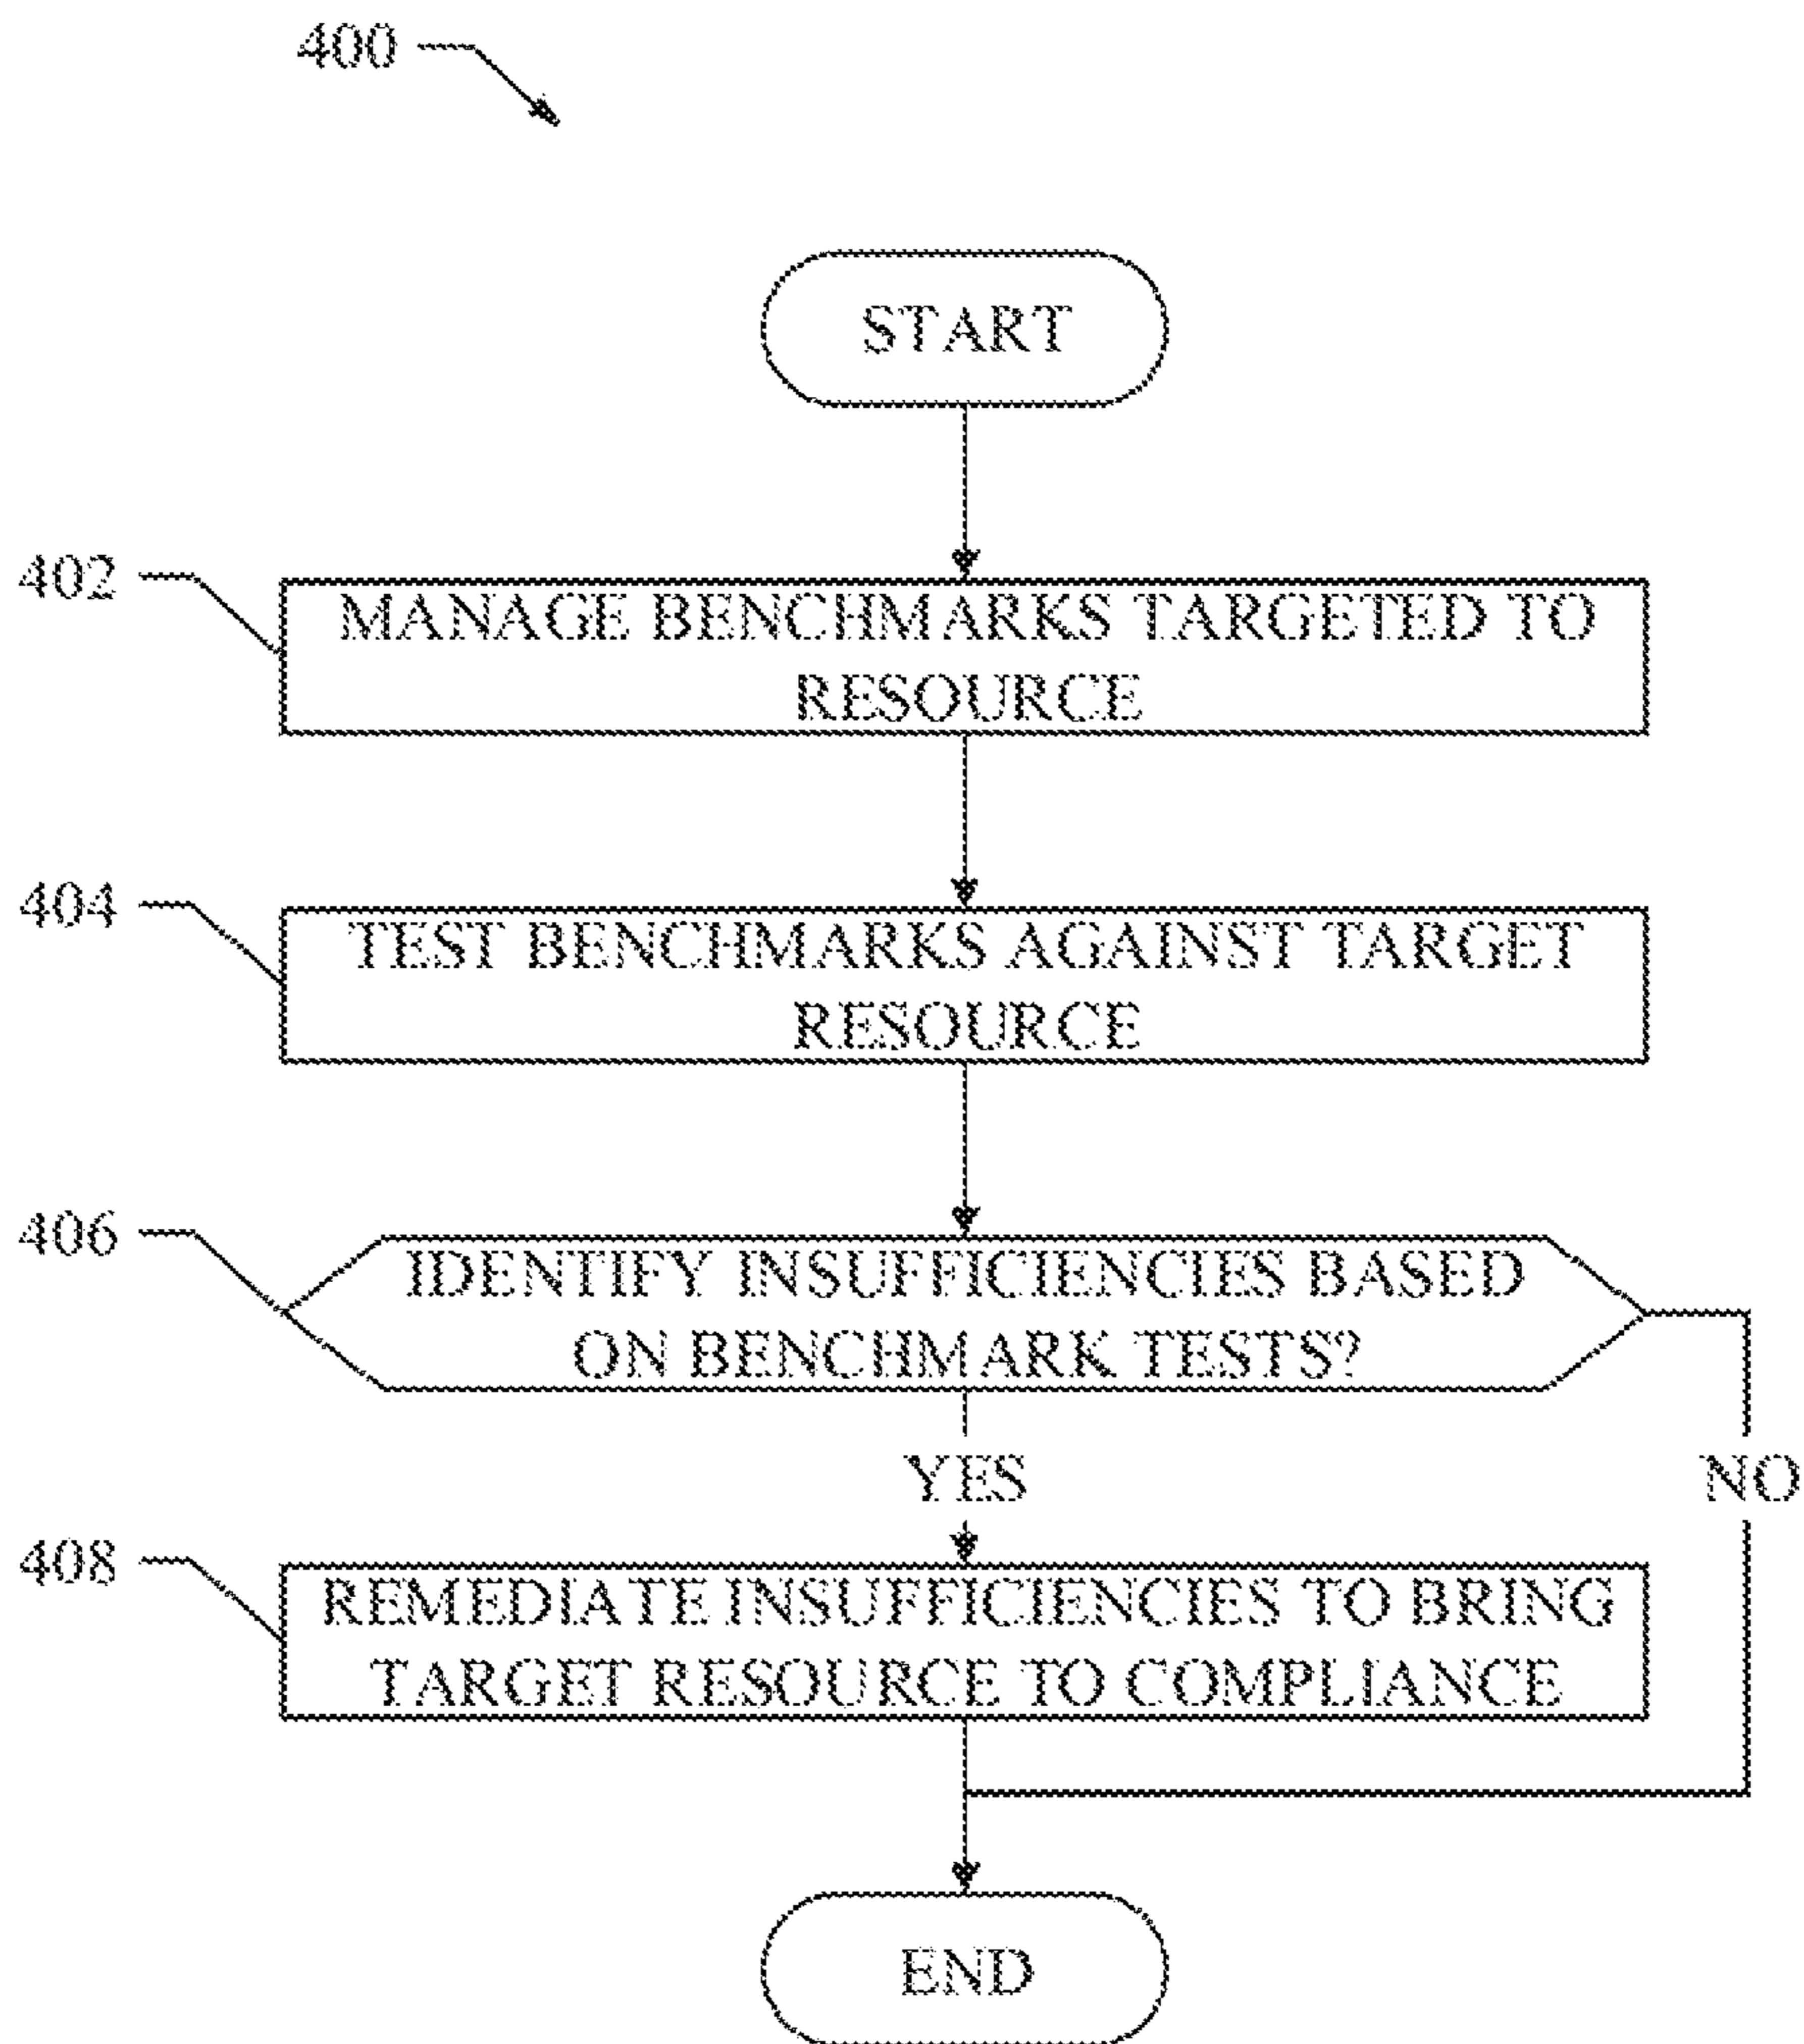 400
START
402
MANAGE BENCHMARKS TARGETED TO
RESOURCE
404
TEST BENCHMARKS AGAINST TARGET
RESOURCE
406
IDENTIFY INSUFFICIENCIES BASED
ON BENCHMARK TESTS?
YES
NO
408
REMEDIATE INSUFFICIENCIES TO BRING
TARGET RESOURCE TO COMPLIANCE
END